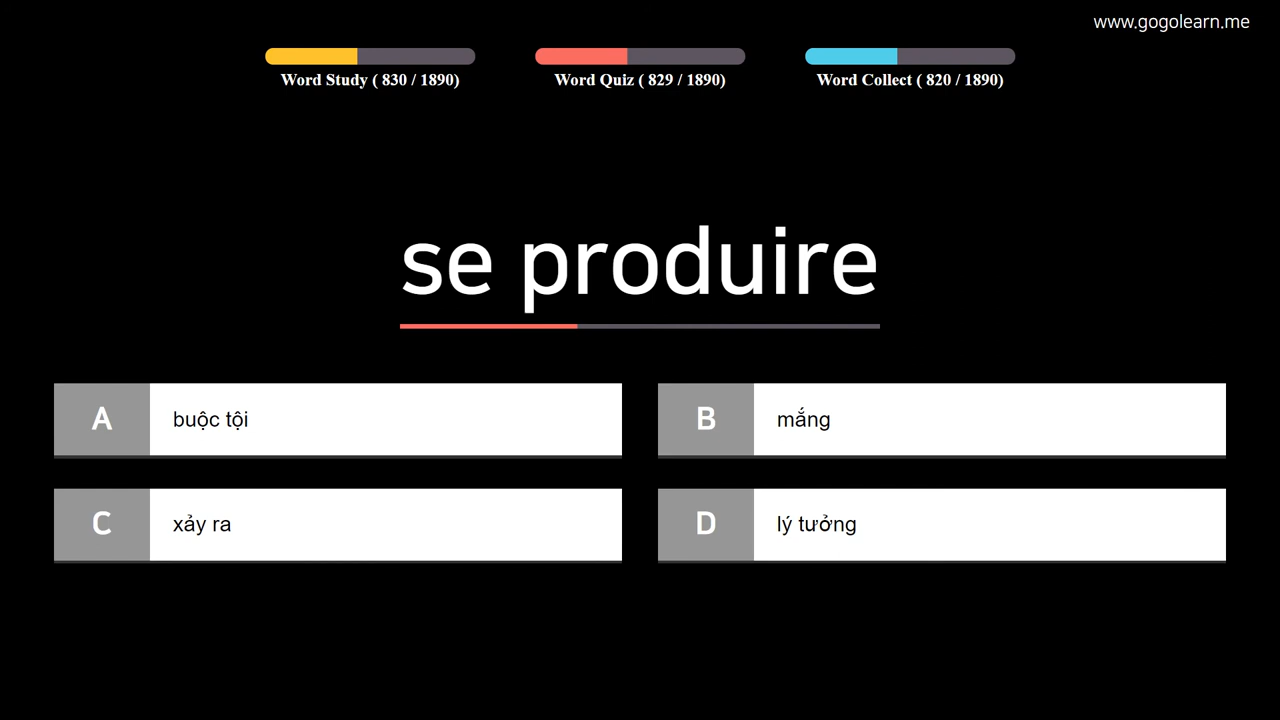 www.gogolearn.me
Word Study ( 830 / 1890)
Word Quiz ( 829 / 1890)
Word Collect ( 820 / 1890)
se produire
A buộc tội
B mắng
C xảy ra
D lý tưởng